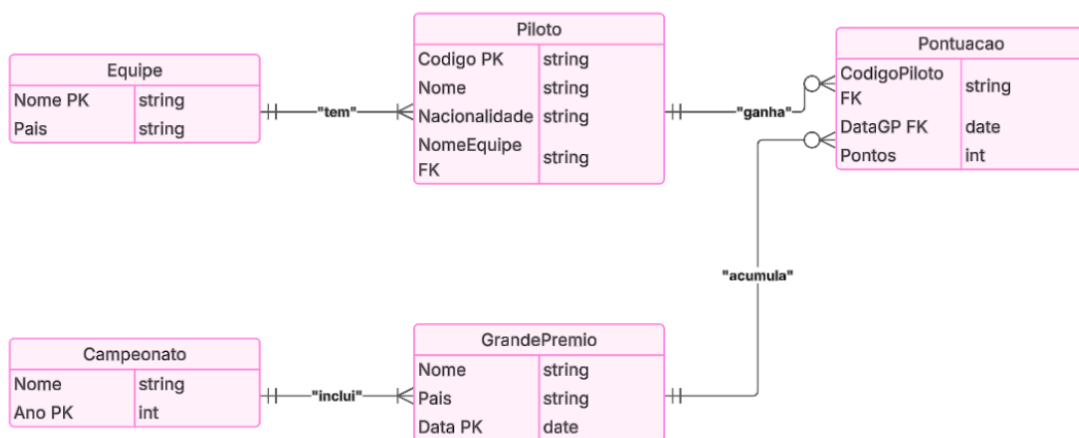 Equipe
Nome PK string
Pais string
"tem"
Piloto
Codigo PK string
Nome string
Nacionalidade string
NomeEquipe
FK
string
"ganha"
Pontuacao
CodigoPiloto
FK
string
DataGP FK date
Pontos int
"acumula"
Campeonato
Nome string
Ano PK int
"inclui"
GrandePremio
Nome string
Pais string
Data PK date